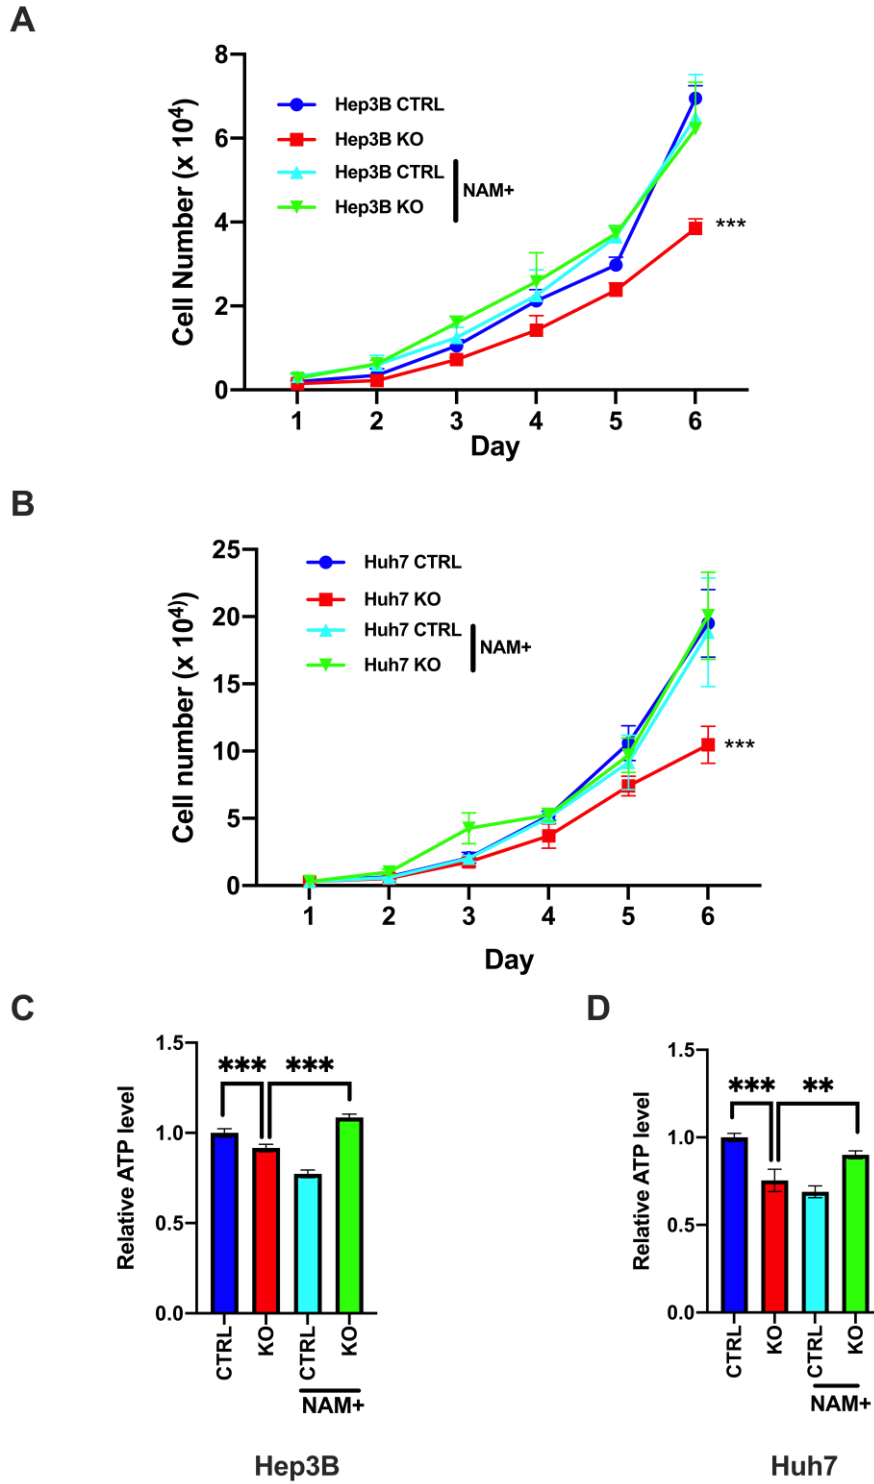 A
Cell Number (x 10⁴)
8
6
4
2
0
Hep3B CTRL
Hep3B KO
Hep3B CTRL
Hep3B KO
NAM+
***
1 2 3 4 5 6
Day
B
Cell number (x 10⁴))
25
20
15
10
5
0
Huh7 CTRL
Huh7 KO
Huh7 CTRL
Huh7 KO
NAM+
***
1 2 3 4 5 6
Day
C
Relative ATP level
1.5
1.0
0.5
0.0
*** ***
CTRL KO CTRL KO
NAM+
Hep3B
D
Relative ATP level
1.5
1.0
0.5
0.0
*** **
CTRL KO CTRL KO
NAM+
Huh7